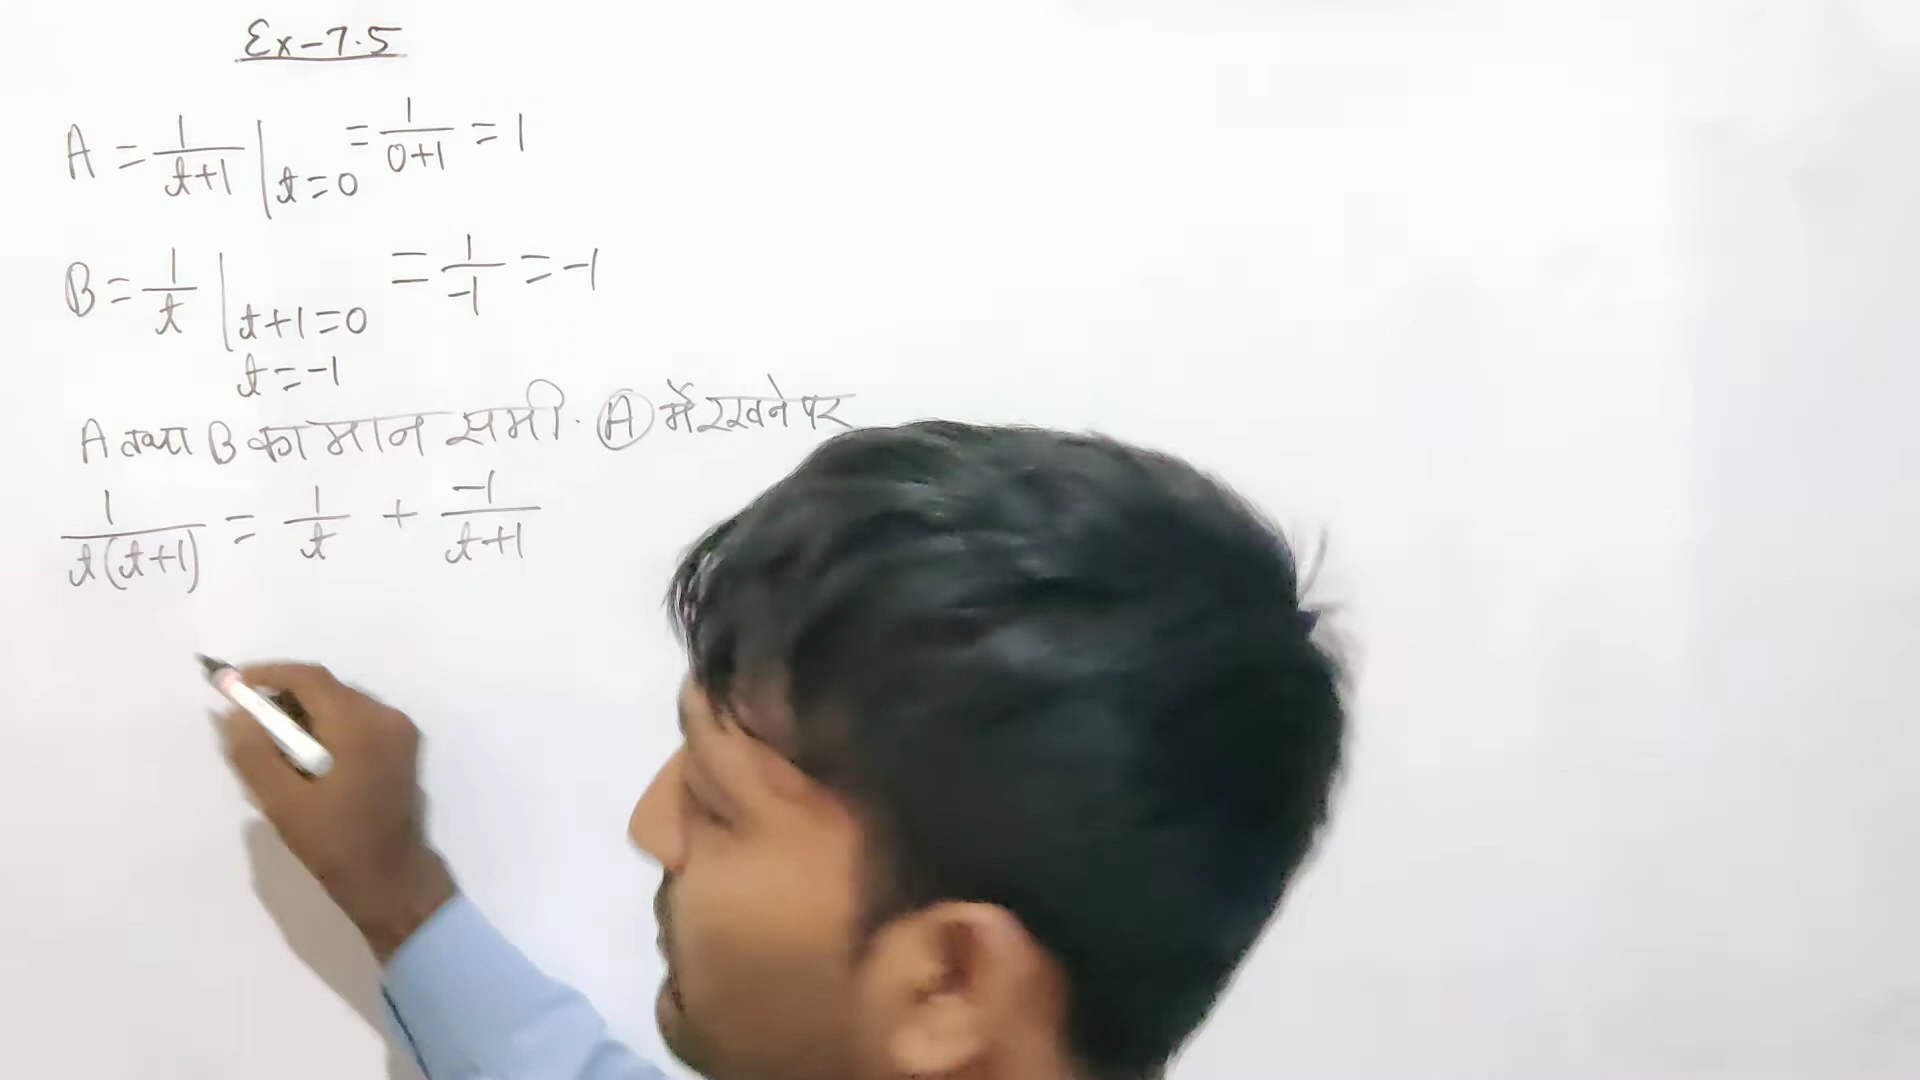 Ex-7.5
A = 1/(t+1) | t=0 = 1/(0+1) = 1
B = 1/t | t+1=0 = 1/-1 = -1
t = -1
A तथा B का मान समी. Ⓐ में रखने पर
1/(t(t+1)) = 1/t + -1/(t+1)